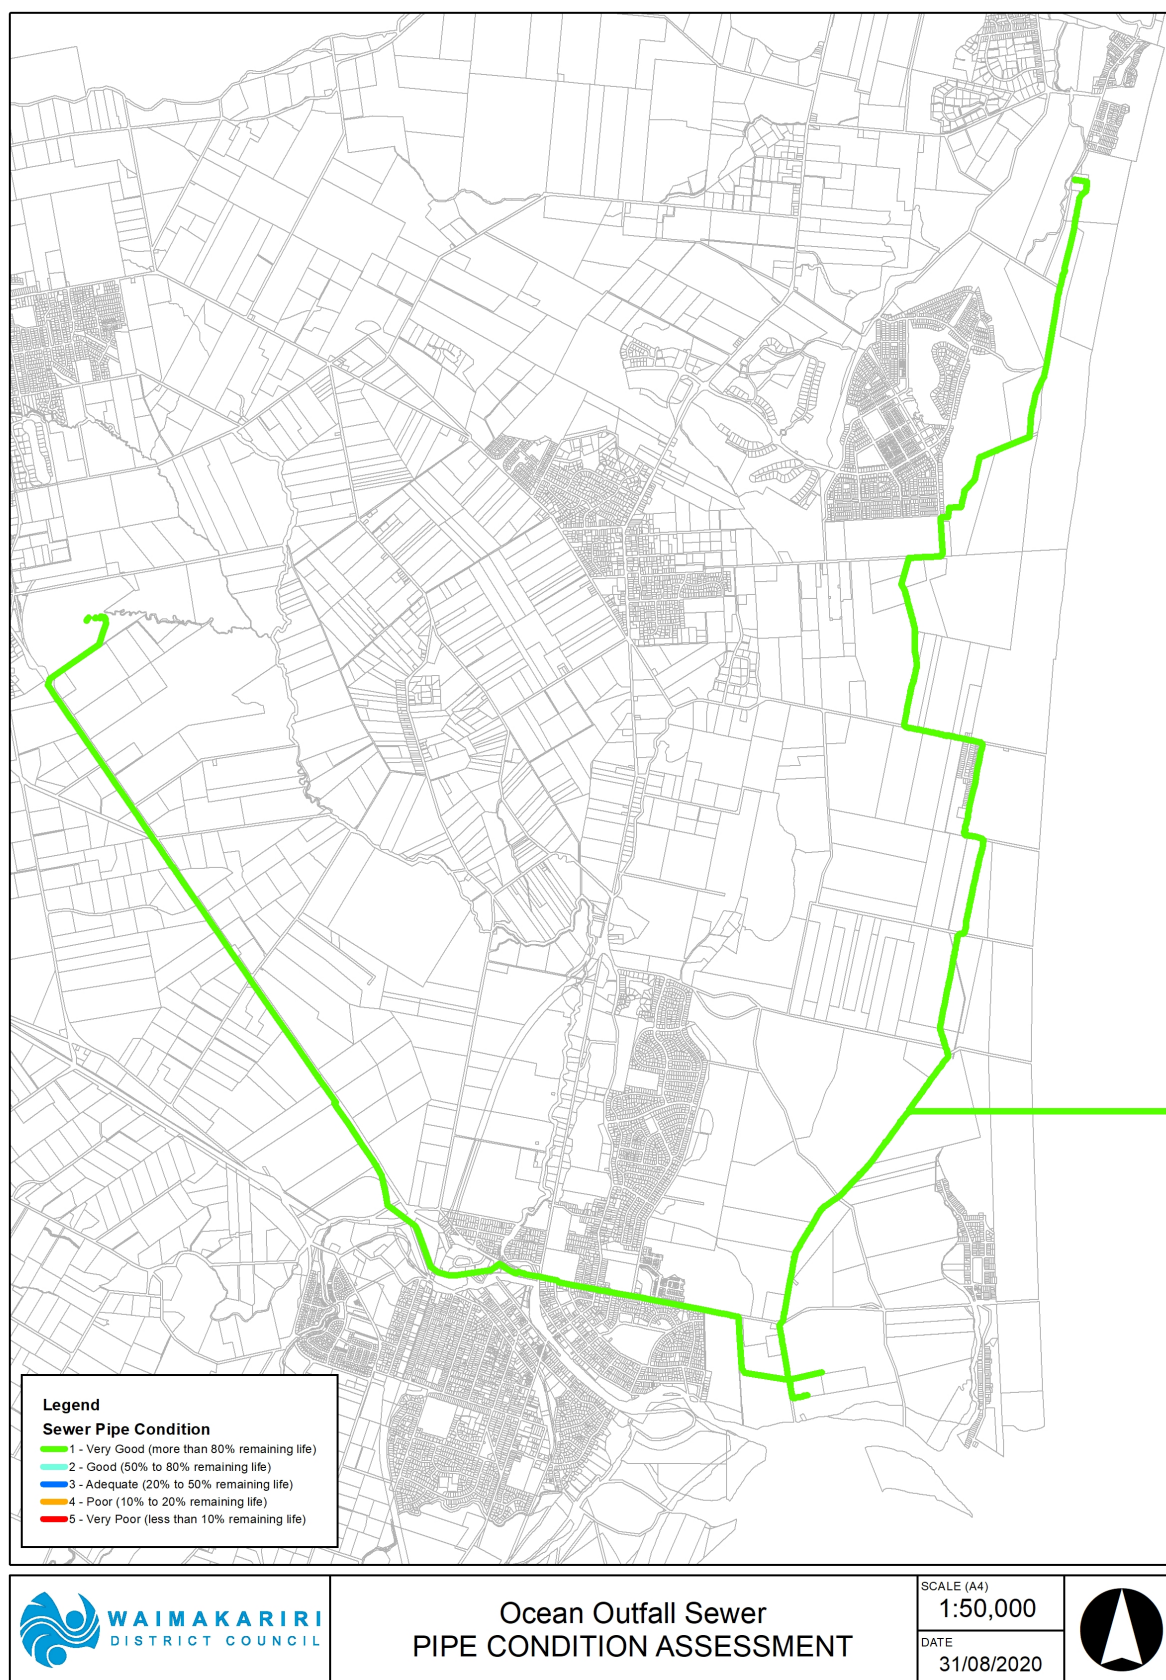 Legend
Sewer Pipe Condition
1 - Very Good (more than 80% remaining life)
2 - Good (50% to 80% remaining life)
3 - Adequate (20% to 50% remaining life)
4 - Poor (10% to 20% remaining life)
5 - Very Poor (less than 10% remaining life)
WAIMAKARIRI
DISTRICT COUNCIL
Ocean Outfall Sewer
PIPE CONDITION ASSESSMENT
SCALE (A4)
1:50,000
DATE
31/08/2020